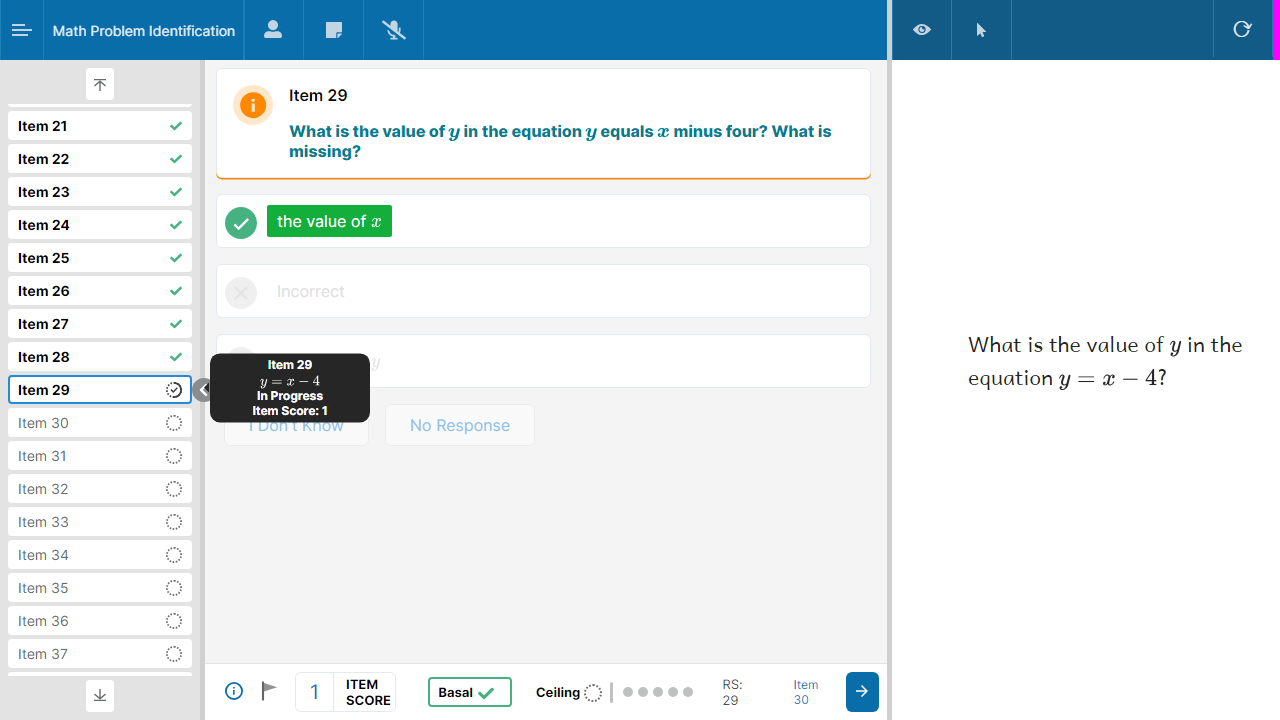 Math Problem Identification
Item 21
Item 22
Item 23
Item 24
Item 25
Item 26
Item 27
Item 28
Item 29
Item 30
Item 31
Item 32
Item 33
Item 34
Item 35
Item 36
Item 37
Item 29
What is the value of y in the equation y equals x minus four? What is
missing?
the value of x
Incorrect
y
Item 29
y = x − 4
In Progress
Item Score: 1
I Don't Know
No Response
1
ITEM
SCORE
Basal
Ceiling
RS:
29
Item
30
What is the value of y in the
equation y = x − 4?